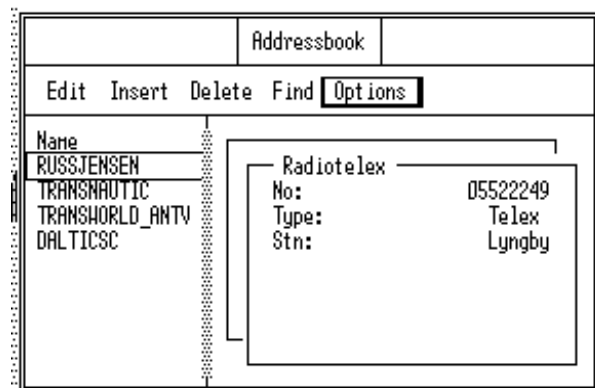 Addressbook
Edit Insert Delete Find Options
Name
RUSSJENSEN
TRANSNAUTIC
TRANSWORLD_ANTV
DALTICSC
Radiotelex
No: 05522249
Type: Telex
Stn: Lyngby